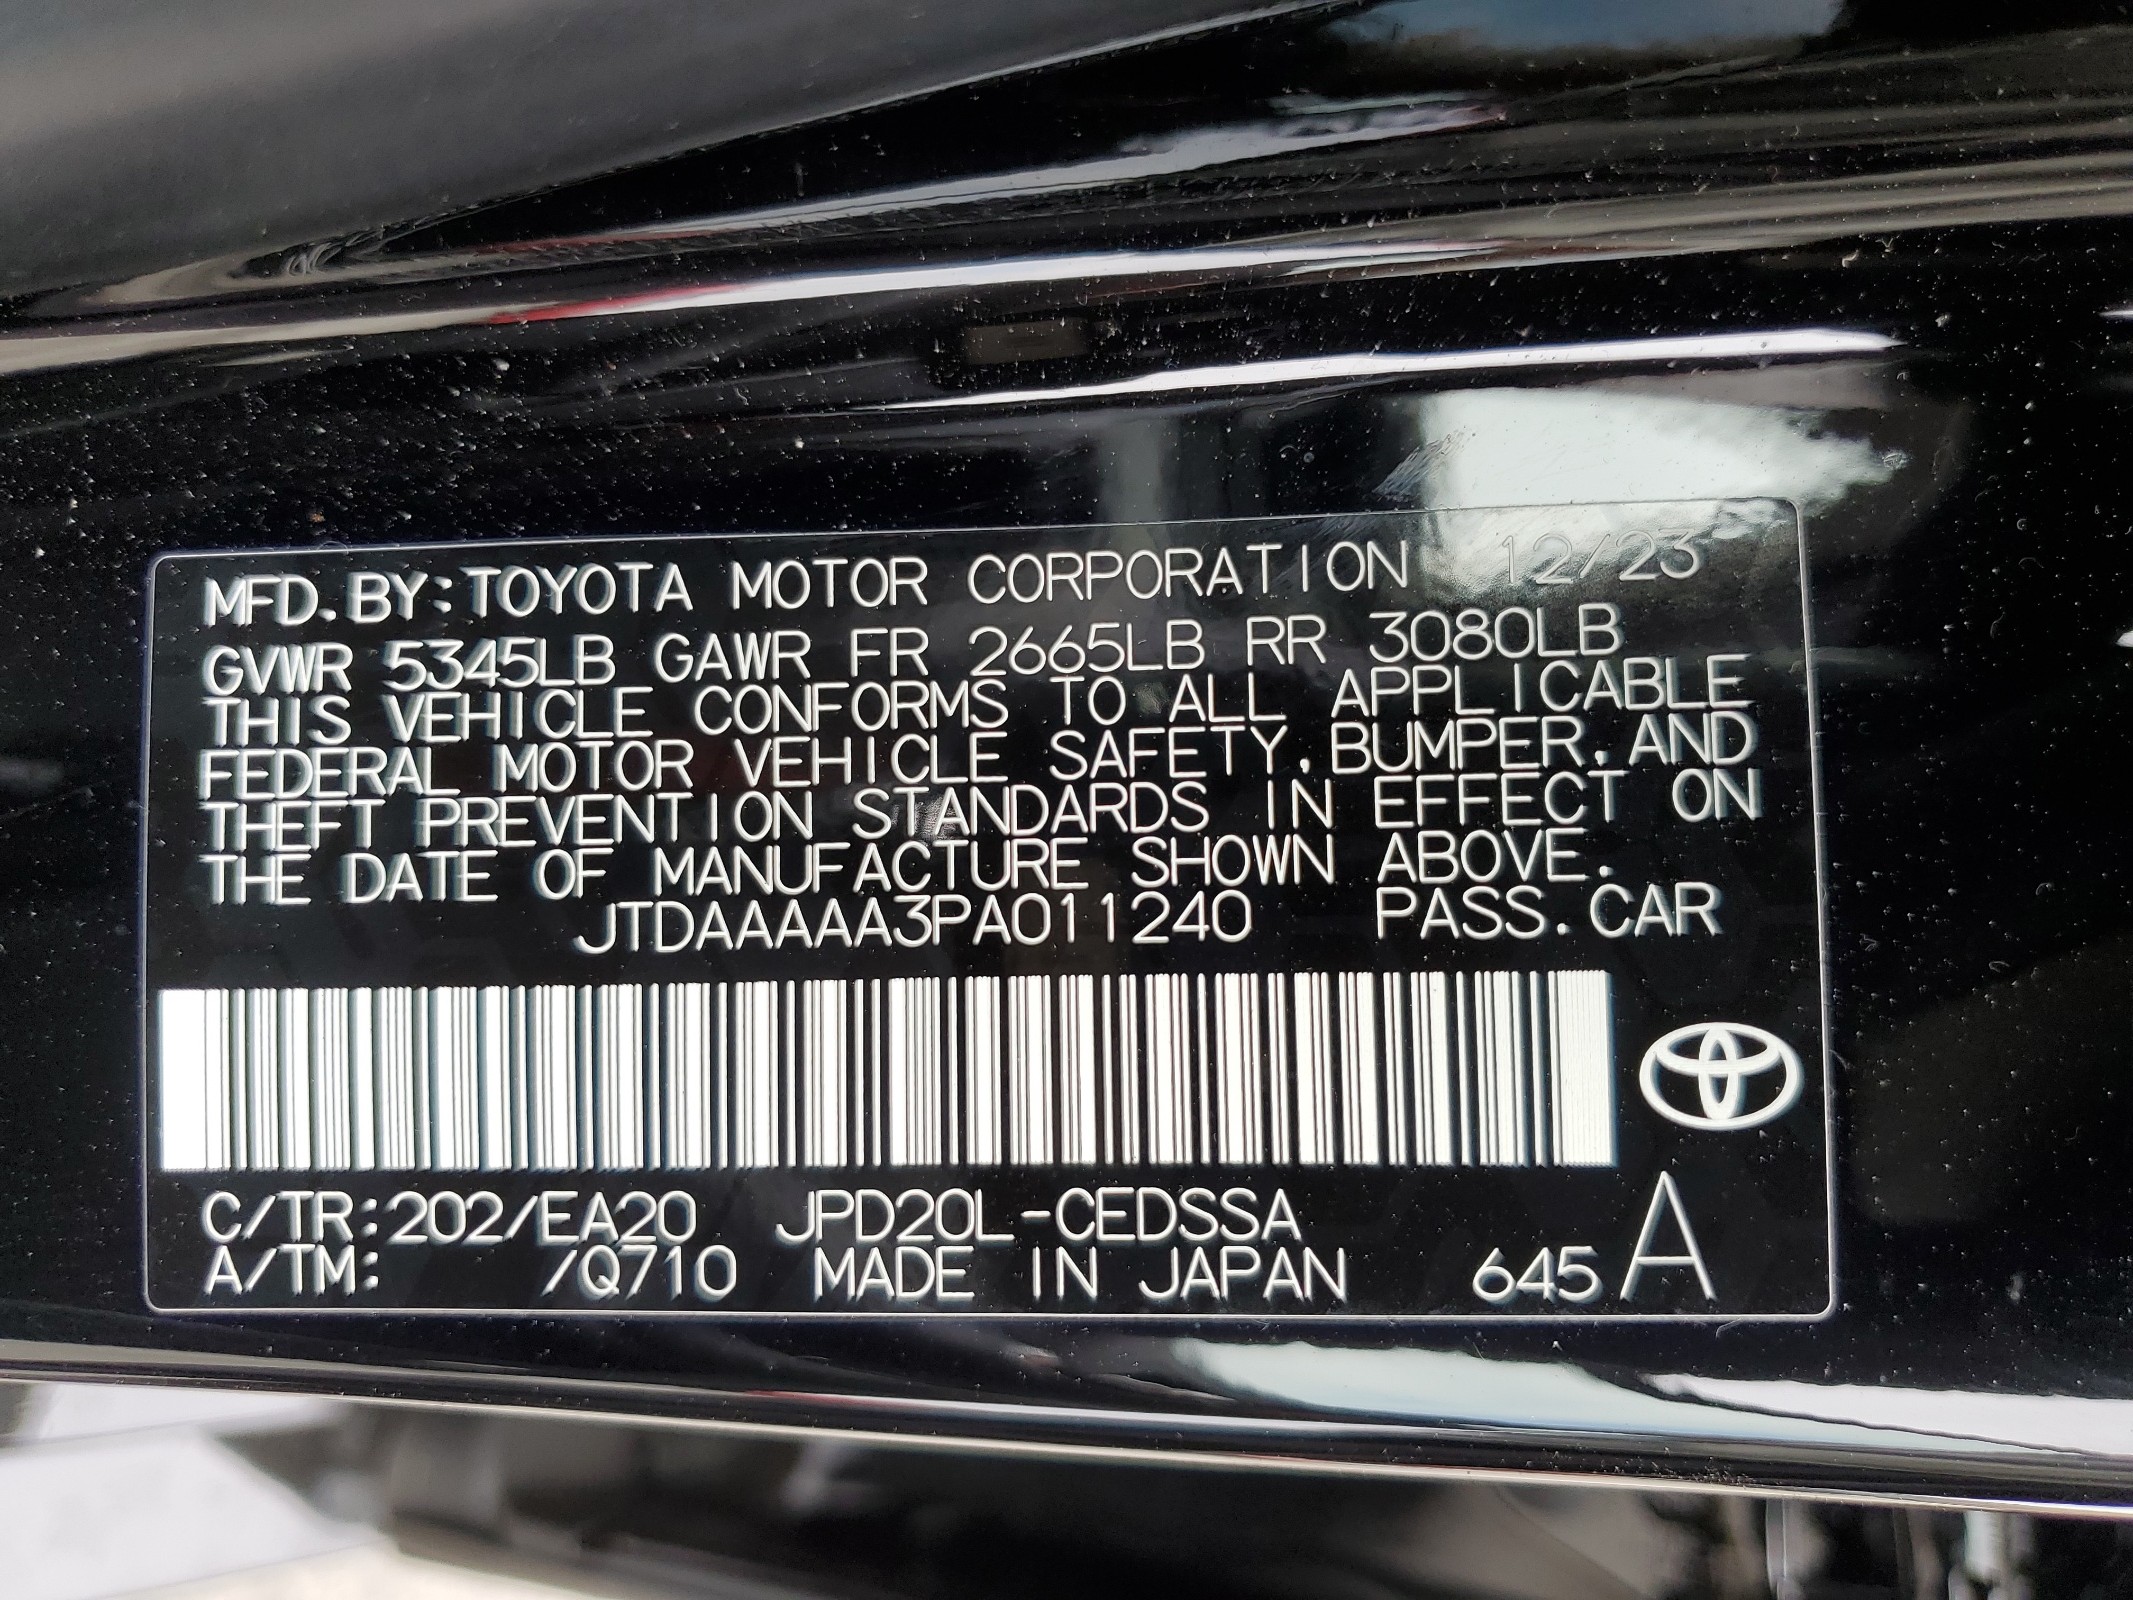 MFD.BY:TOYOTA MOTOR CORPORATION 12/23
GVWR 5345LB GAWR FR 2665LB RR 3080LB
THIS VEHICLE CONFORMS TO ALL APPLICABLE
FEDERAL MOTOR VEHICLE SAFETY,BUMPER,AND
THEFT PREVENTION STANDARDS IN EFFECT ON
THE DATE OF MANUFACTURE SHOWN ABOVE.
JTDAAAAA3PA011240 PASS.CAR
C/TR:202/EA20 JPD20L-CEDSSA
A/TM: /Q710 MADE IN JAPAN 645 A